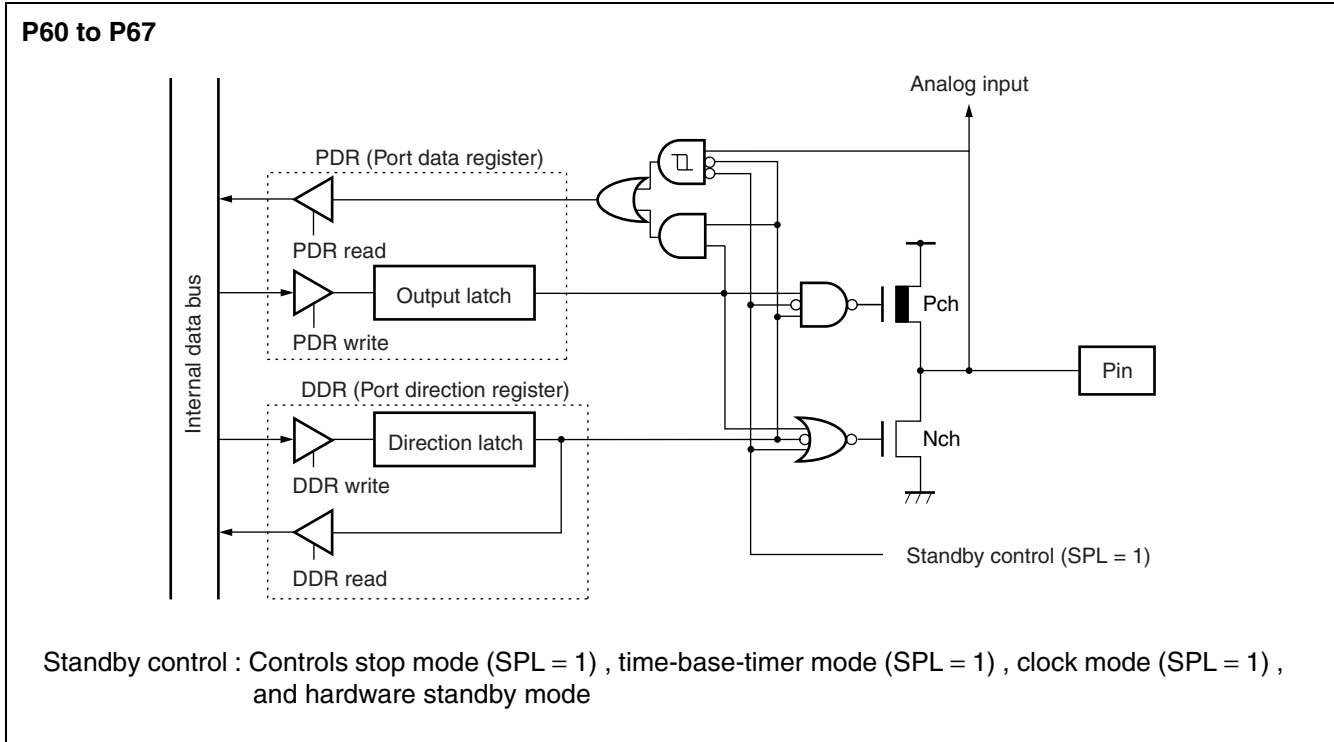 P60 to P67
Analog input
PDR (Port data register)
PDR read
Output latch
PDR write
Pch
Internal data bus
Pin
DDR (Port direction register)
Direction latch
Nch
DDR write
Standby control (SPL = 1)
DDR read
Standby control : Controls stop mode (SPL = 1) , time-base-timer mode (SPL = 1) , clock mode (SPL = 1) ,
and hardware standby mode